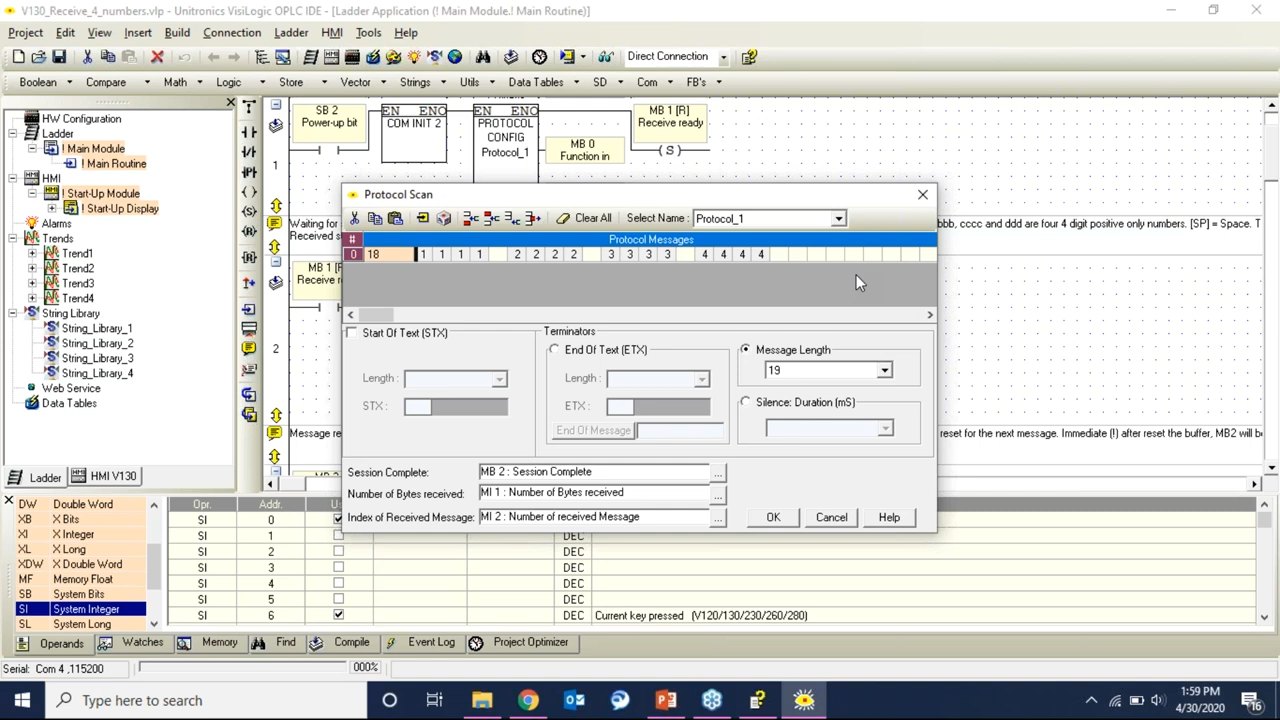 V130_Receive_4_numbers.vlp - Unitronics VisiLogic OPLC IDE - [Ladder Application (! Main Module.! Main Routine)]
Project Edit View Insert Build Connection Ladder HMI Tools Help
Direct Connection
Boolean Compare Math Logic Store Vector Strings Utils Data Tables SD Com FB's
HW Configuration
Ladder
! Main Module
! Main Routine
HMI
! Start-Up Module
! Start-Up Display
Alarms
Trends
Trend1
Trend2
Trend3
Trend4
String Library
String_Library_1
String_Library_2
String_Library_3
String_Library_4
Web Service
Data Tables
Ladder HMI V130
1
SB 2
Power-up bit
EN ENO
COM INIT 2
EN ENO
PROTOCOL
CONFIG
Protocol_1
MB 0
Function in
MB 1 [R]
Receive ready
( S )
Waiting for
Received s
bbb, cccc and ddd are four 4 digit positive only numbers. [SP] = Space. T
MB 1 [R
Receive r
2
Message re
reset for the next message. Immediate (!) after reset the buffer, MB2 will b
Protocol Scan
Clear All Select Name : Protocol_1
# Protocol Messages
0 18 1 1 1 1 2 2 2 2 3 3 3 3 4 4 4 4
Start Of Text (STX)
Length :
STX :
Terminators
End Of Text (ETX)
Length :
ETX :
End Of Message
Message Length
19
Silence: Duration (mS)
Session Complete: MB 2 : Session Complete ...
Number of Bytes received: MI 1 : Number of Bytes received ...
Index of Received Message: MI 2 : Number of received Message ...
OK Cancel Help
DW Double Word
XB X Bits
XI X Integer
XL X Long
XDW X Double Word
MF Memory Float
SB System Bits
SI System Integer
SL System Long
Opr. Addr.
SI 0
SI 1 DEC
SI 2 DEC
SI 3 DEC
SI 4 DEC
SI 5 DEC
SI 6 DEC Current key pressed (V120/130/230/260/280)
Operands Watches Memory Find Compile Event Log Project Optimizer
Serial: Com 4 ,115200 000%
Type here to search
1:59 PM
4/30/2020
16